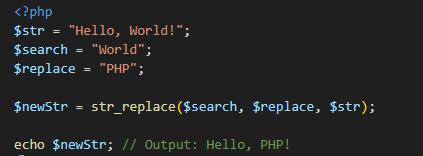 <?php
$str = "Hello, World!";
$search = "World";
$replace = "PHP";

$newStr = str_replace($search, $replace, $str);

echo $newStr; // Output: Hello, PHP!